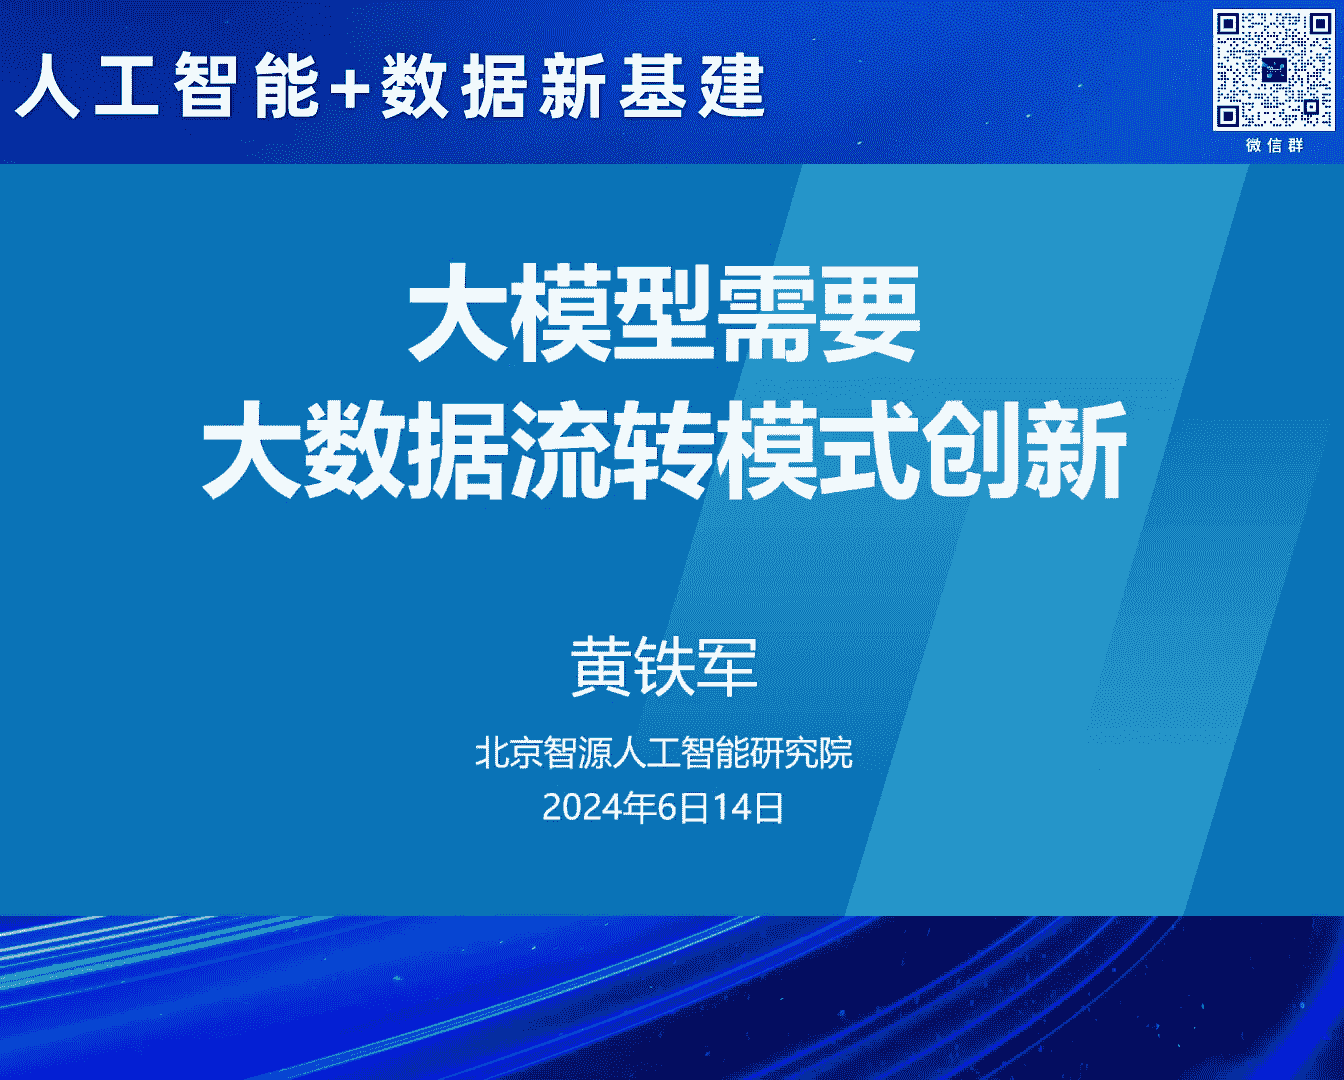 人工智能+数据新基建
微信群
大模型需要
大数据流转模式创新
黄铁军
北京智源人工智能研究院
2024年6日14日